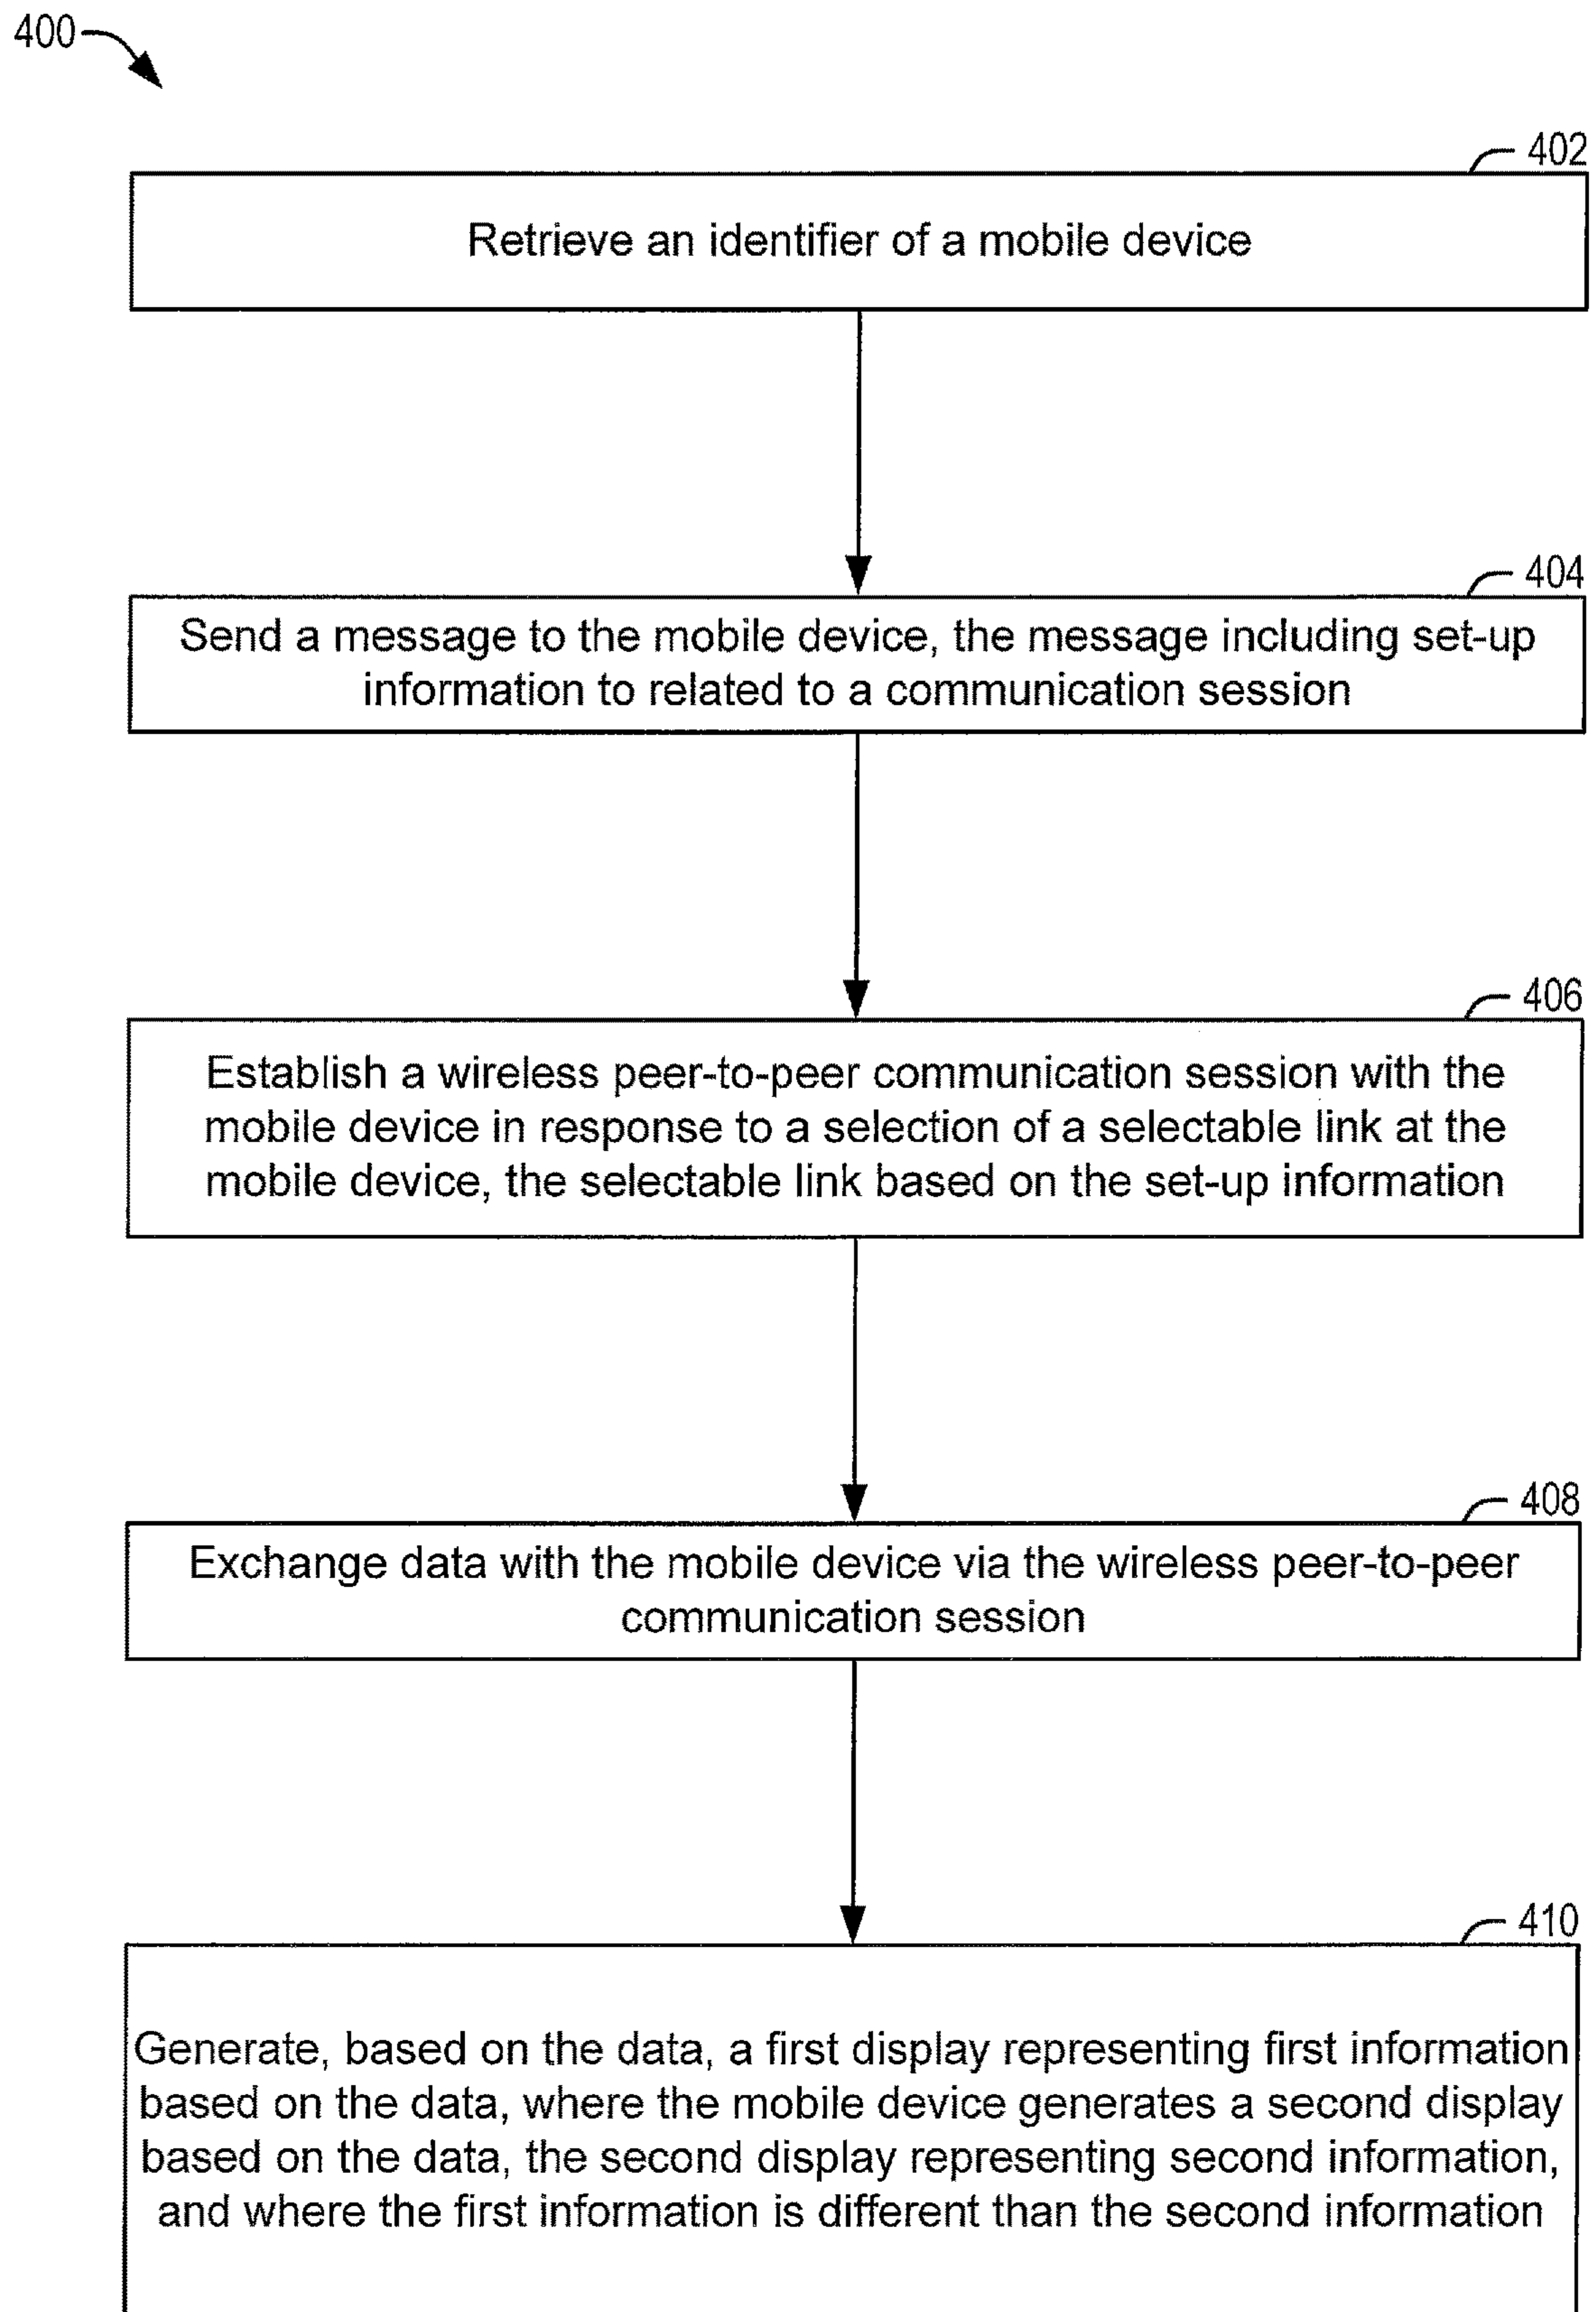 400
402
Retrieve an identifier of a mobile device
404
Send a message to the mobile device, the message including set-up
information to related to a communication session
406
Establish a wireless peer-to-peer communication session with the
mobile device in response to a selection of a selectable link at the
mobile device, the selectable link based on the set-up information
408
Exchange data with the mobile device via the wireless peer-to-peer
communication session
410
Generate, based on the data, a first display representing first information
based on the data, where the mobile device generates a second display
based on the data, the second display representing second information,
and where the first information is different than the second information